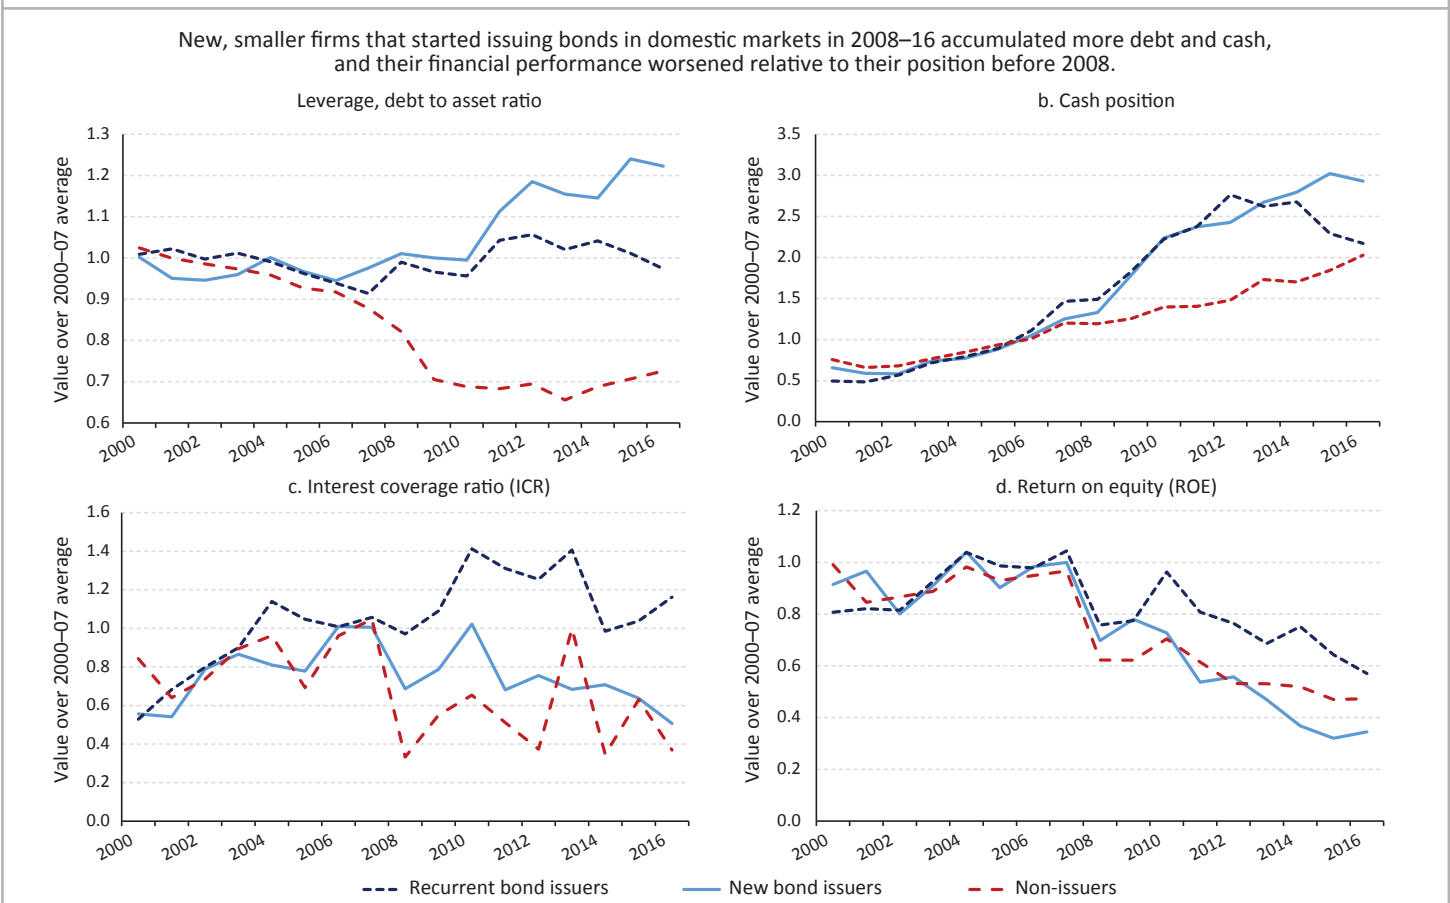 New, smaller firms that started issuing bonds in domestic markets in 2008–16 accumulated more debt and cash,
and their financial performance worsened relative to their position before 2008.
Leverage, debt to asset ratio
Value over 2000–07 average
1.3
1.2
1.1
1.0
0.9
0.8
0.7
0.6
2000 2002 2004 2006 2008 2010 2012 2014 2016
b. Cash position
Value over 2000–07 average
3.5
3.0
2.5
2.0
1.5
1.0
0.5
0.0
2000 2002 2004 2006 2008 2010 2012 2014 2016
c. Interest coverage ratio (ICR)
Value over 2000–07 average
1.6
1.4
1.2
1.0
0.8
0.6
0.4
0.2
0.0
2000 2002 2004 2006 2008 2010 2012 2014 2016
d. Return on equity (ROE)
Value over 2000–07 average
1.2
1.0
0.8
0.6
0.4
0.2
0.0
2000 2002 2004 2006 2008 2010 2012 2014 2016
Recurrent bond issuers New bond issuers Non-issuers